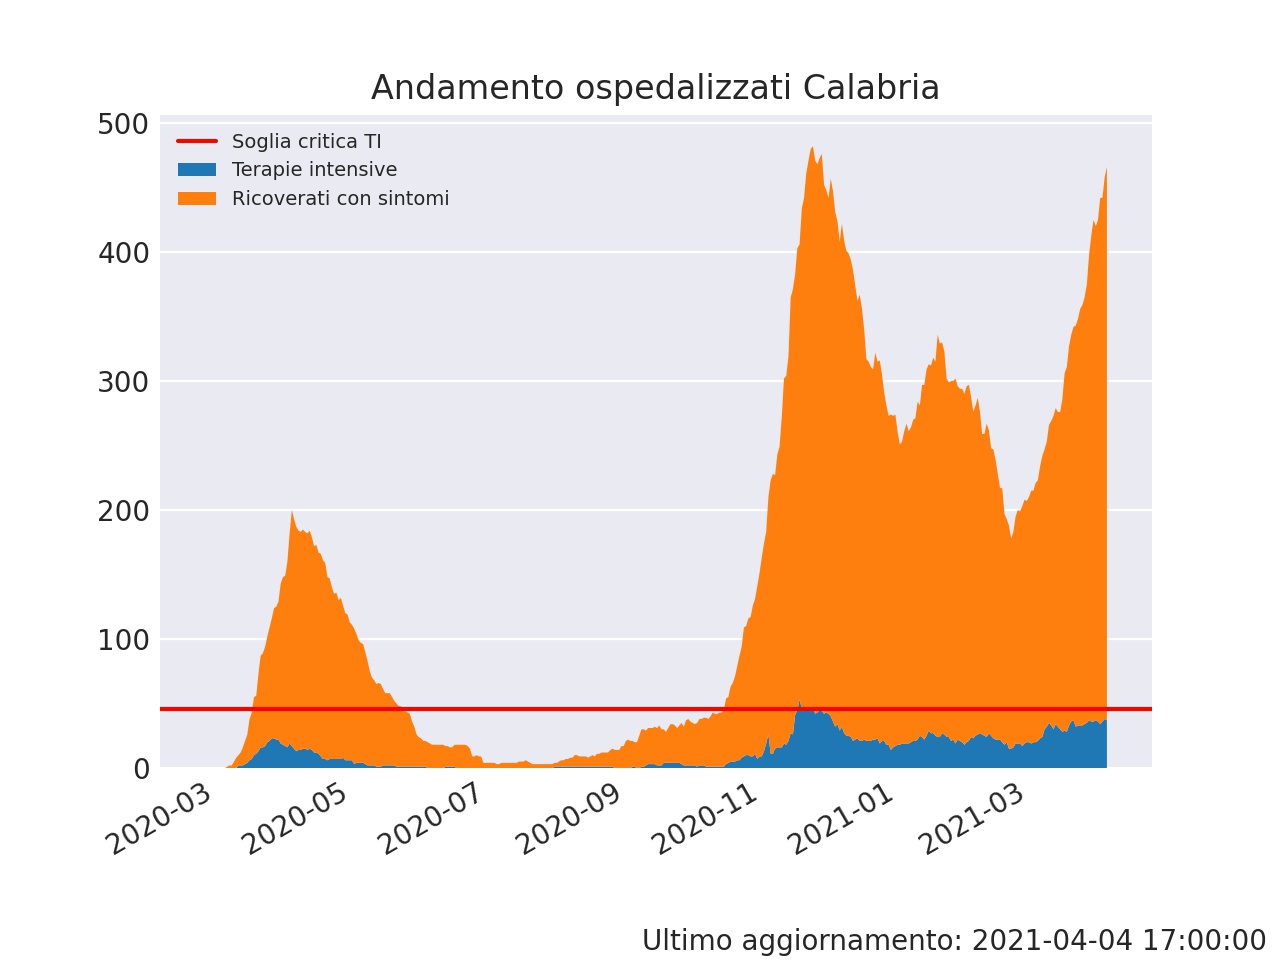 Andamento ospedalizzati Calabria
500
400
300
200
100
0
Soglia critica TI
Terapie intensive
Ricoverati con sintomi
2020-03
2020-05
2020-07
2020-09
2020-11
2021-01
2021-03
Ultimo aggiornamento: 2021-04-04 17:00:00